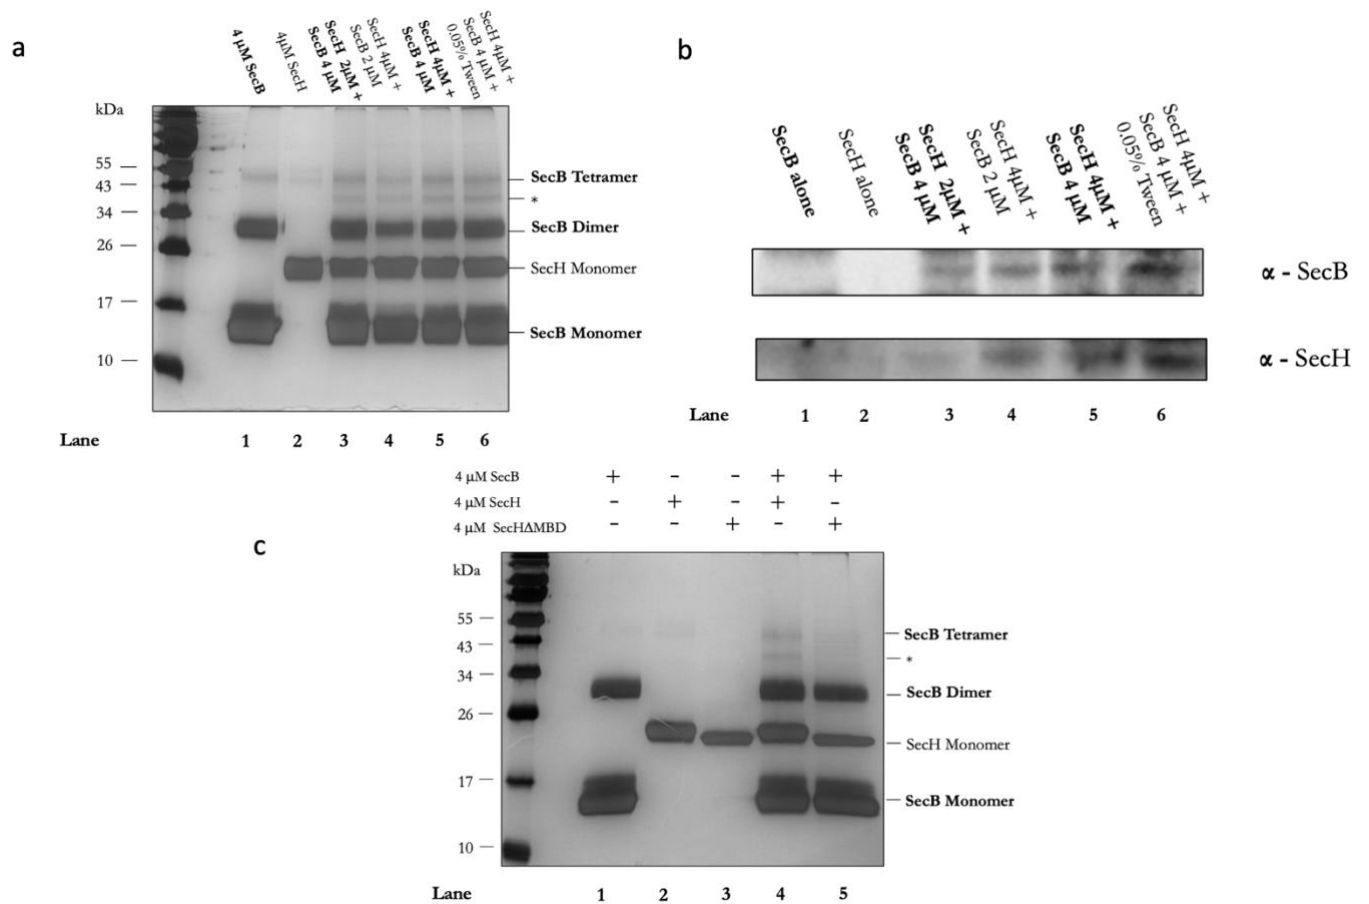 a
4 μM SecB
4μM SecH
SecH 2μM +
SecB 4 μM
SecH 4μM +
SecB 2 μM
SecH 4μM +
SecB 4 μM
SecH 4μM +
SecB 4 μM +
0.05% Tween
kDa
55
43
34
26
17
10
SecB Tetramer
*
SecB Dimer
SecH Monomer
SecB Monomer
Lane 1 2 3 4 5 6
b
SecB alone
SecH alone
SecH 2μM +
SecB 4 μM
SecH 4μM +
SecB 2 μM
SecH 4μM +
SecB 4 μM
SecH 4μM +
SecB 4 μM +
0.05% Tween
α - SecB
α - SecH
Lane 1 2 3 4 5 6
c
4 μM SecB + - - + +
4 μM SecH - + - + -
4 μM SecHΔMBD - - + - +
kDa
55
43
34
26
17
10
SecB Tetramer
*
SecB Dimer
SecH Monomer
SecB Monomer
Lane 1 2 3 4 5